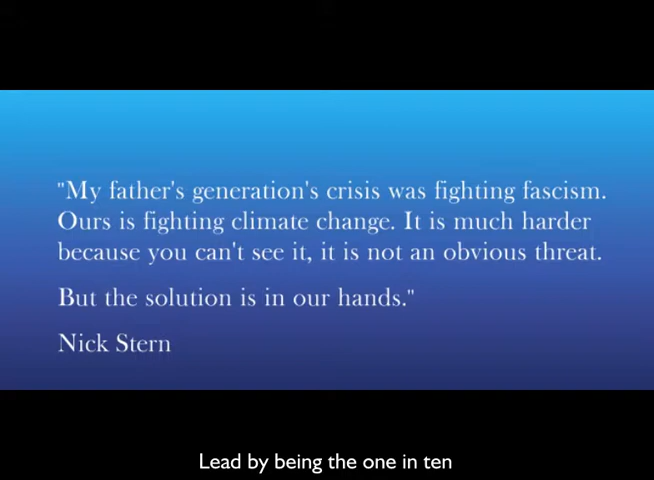 "My father's generation's crisis was fighting fascism.
Ours is fighting climate change. It is much harder
because you can't see it, it is not an obvious threat.
But the solution is in our hands."
Nick Stern
Lead by being the one in ten